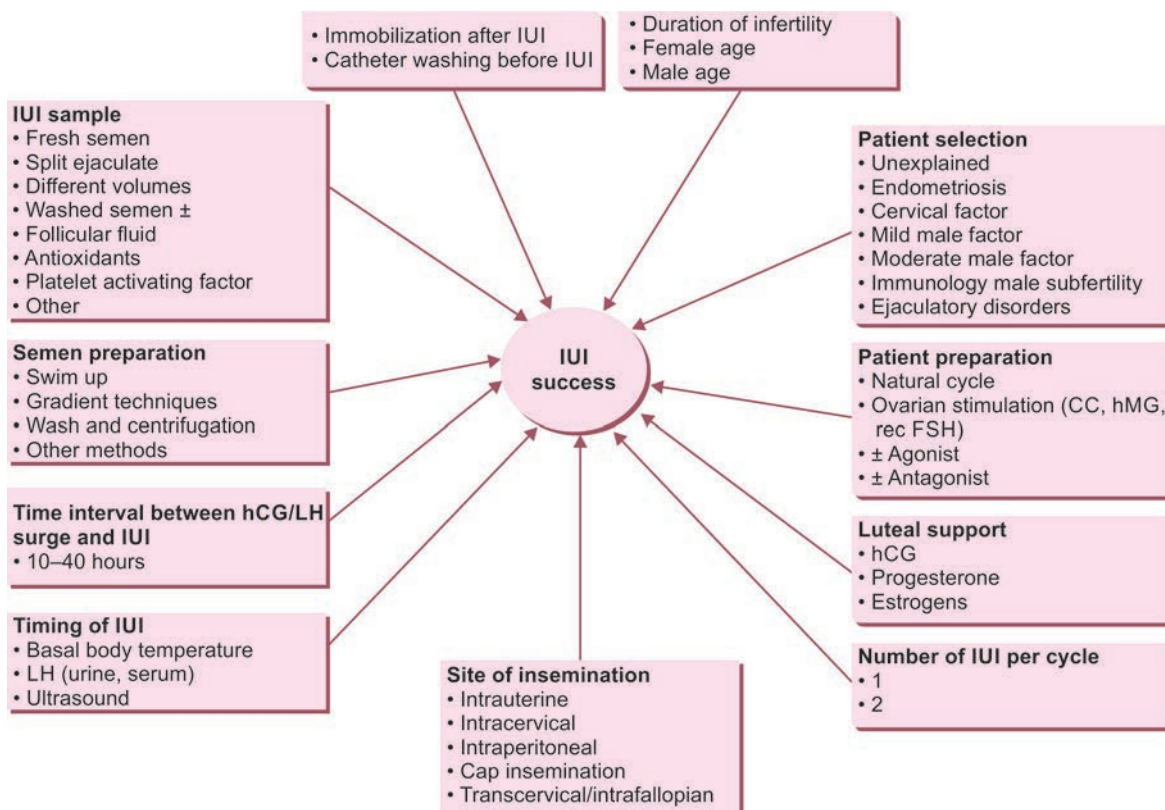 • Immobilization after IUI
• Catheter washing before IUI
• Duration of infertility
• Female age
• Male age
IUI sample
• Fresh semen
• Split ejaculate
• Different volumes
• Washed semen ±
• Follicular fluid
• Antioxidants
• Platelet activating factor
• Other
Patient selection
• Unexplained
• Endometriosis
• Cervical factor
• Mild male factor
• Moderate male factor
• Immunology male subfertility
• Ejaculatory disorders
IUI
success
Semen preparation
• Swim up
• Gradient techniques
• Wash and centrifugation
• Other methods
Patient preparation
• Natural cycle
• Ovarian stimulation (CC, hMG,
rec FSH)
• ± Agonist
• ± Antagonist
Time interval between hCG/LH
surge and IUI
• 10–40 hours
Luteal support
• hCG
• Progesterone
• Estrogens
Timing of IUI
• Basal body temperature
• LH (urine, serum)
• Ultrasound
Site of insemination
• Intrauterine
• Intracervical
• Intraperitoneal
• Cap insemination
• Transcervical/intrafallopian
Number of IUI per cycle
• 1
• 2